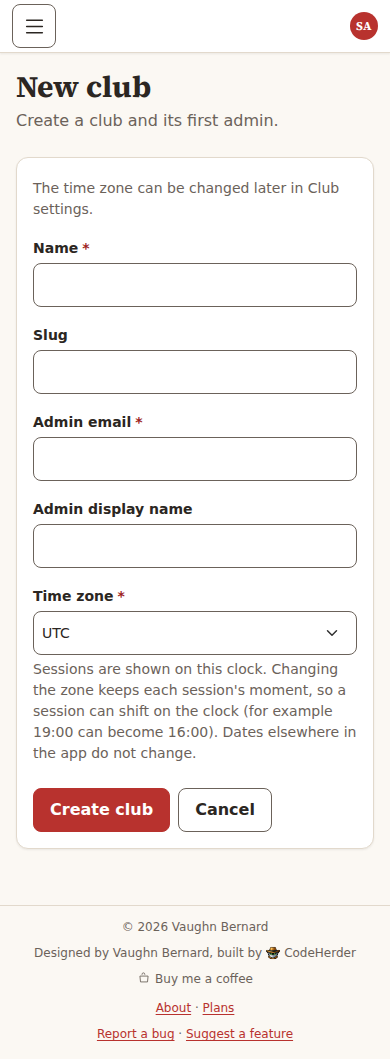 SA
New club
Create a club and its first admin.
The time zone can be changed later in Club
settings.
Name *
Slug
Admin email *
Admin display name
Time zone *
UTC
Sessions are shown on this clock. Changing
the zone keeps each session's moment, so a
session can shift on the clock (for example
19:00 can become 16:00). Dates elsewhere in
the app do not change.
Create club
Cancel
© 2026 Vaughn Bernard
Designed by Vaughn Bernard, built by CodeHerder
Buy me a coffee
About · Plans
Report a bug · Suggest a feature